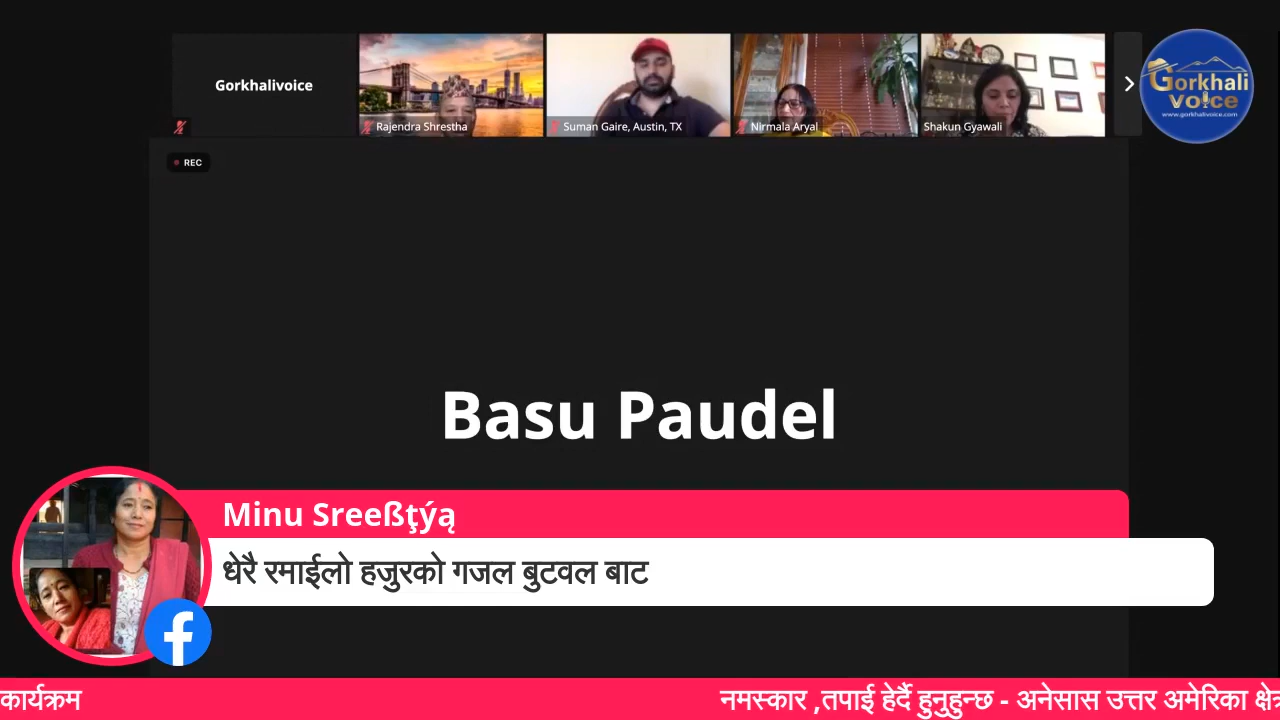 Gorkhalivoice
Rajendra Shrestha
Suman Gaire, Austin, TX
Nirmala Aryal
Shakun Gyawali
Gorkhali
voice
www.gorkhalivoice.com
REC
Basu Paudel
Minu Sreeßţýą
धेरै रमाईलो हजुरको गजल बुटवल बाट
कार्यक्रम
नमस्कार ,तपाई हेर्दै हुनुहुन्छ - अनेसास उत्तर अमेरिका